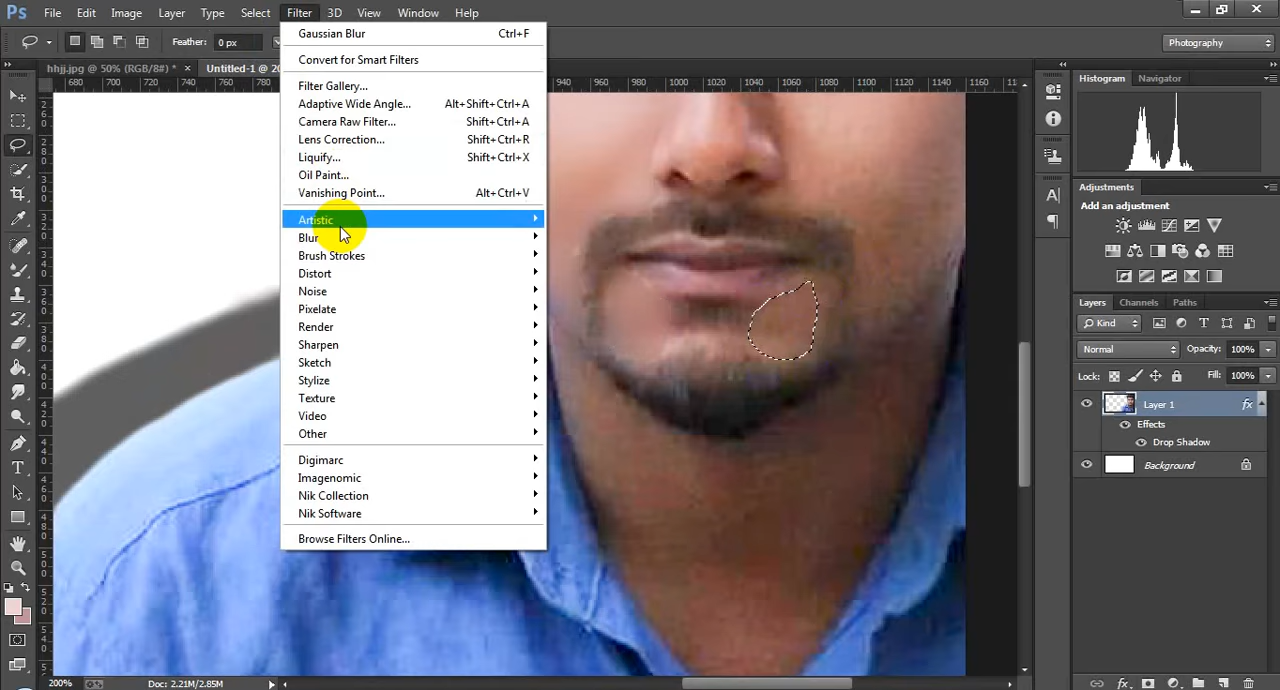 Ps File Edit Image Layer Type Select Filter 3D View Window Help
Feather: 0 px
Photography
hhjj.jpg @ 50% (RGB/8#) * × Untitled-1 @ 20
680 700 720 740 760 780 940 960 980 1000 1020 1040 1060 1080 1100 1120 1140 1160
Gaussian Blur Ctrl+F
Convert for Smart Filters
Filter Gallery...
Adaptive Wide Angle... Alt+Shift+Ctrl+A
Camera Raw Filter... Shift+Ctrl+A
Lens Correction... Shift+Ctrl+R
Liquify... Shift+Ctrl+X
Oil Paint...
Vanishing Point... Alt+Ctrl+V
Artistic
Blur
Brush Strokes
Distort
Noise
Pixelate
Render
Sharpen
Sketch
Stylize
Texture
Video
Other
Digimarc
Imagenomic
Nik Collection
Nik Software
Browse Filters Online...
Histogram Navigator
Adjustments
Add an adjustment
Layers Channels Paths
Kind
Normal Opacity: 100%
Lock: Fill: 100%
Layer 1 fx
Effects
Drop Shadow
Background
200% Doc: 2.21M/2.85M